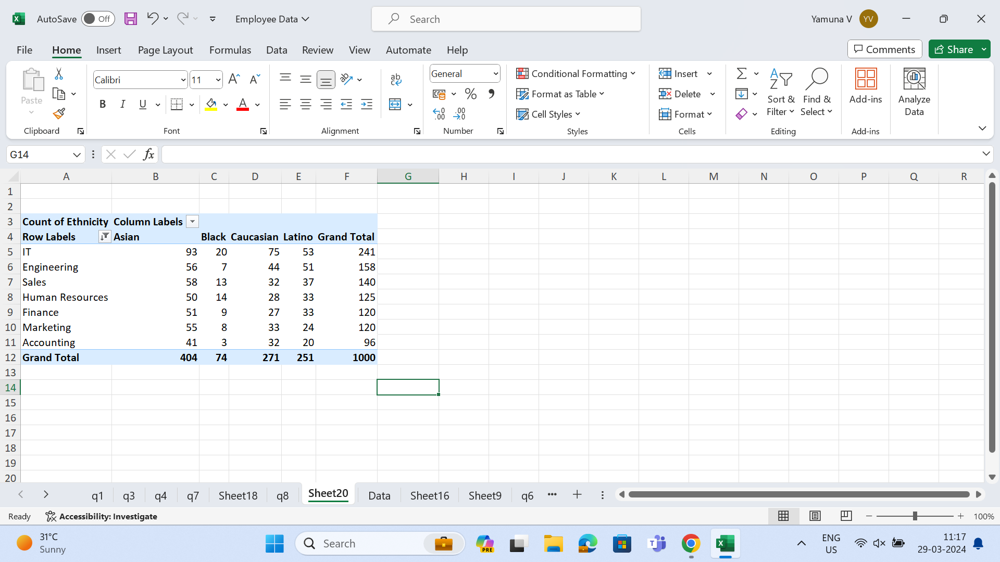 AutoSave Off Employee Data Search Yamuna V YV
File Home Insert Page Layout Formulas Data Review View Automate Help Comments Share
Paste
Clipboard
Calibri 11
B I U A
Font
Alignment
General
Number
Conditional Formatting
Format as Table
Cell Styles
Styles
Insert
Delete
Format
Cells
Sort & Filter
Find & Select
Editing
Add-ins
Add-ins
Analyze Data
G14 fx
A B C D E F G H I J K L M N O P Q R
1
2
3 Count of Ethnicity Column Labels
4 Row Labels Asian Black Caucasian Latino Grand Total
5 IT 93 20 75 53 241
6 Engineering 56 7 44 51 158
7 Sales 58 13 32 37 140
8 Human Resources 50 14 28 33 125
9 Finance 51 9 27 33 120
10 Marketing 55 8 33 24 120
11 Accounting 41 3 32 20 96
12 Grand Total 404 74 271 251 1000
13
14
15
16
17
18
19
20
q1 q3 q4 q7 Sheet18 q8 Sheet20 Data Sheet16 Sheet9 q6
Ready Accessibility: Investigate 100%
31°C
Sunny
Search
PRE
ENG
US
11:17
29-03-2024